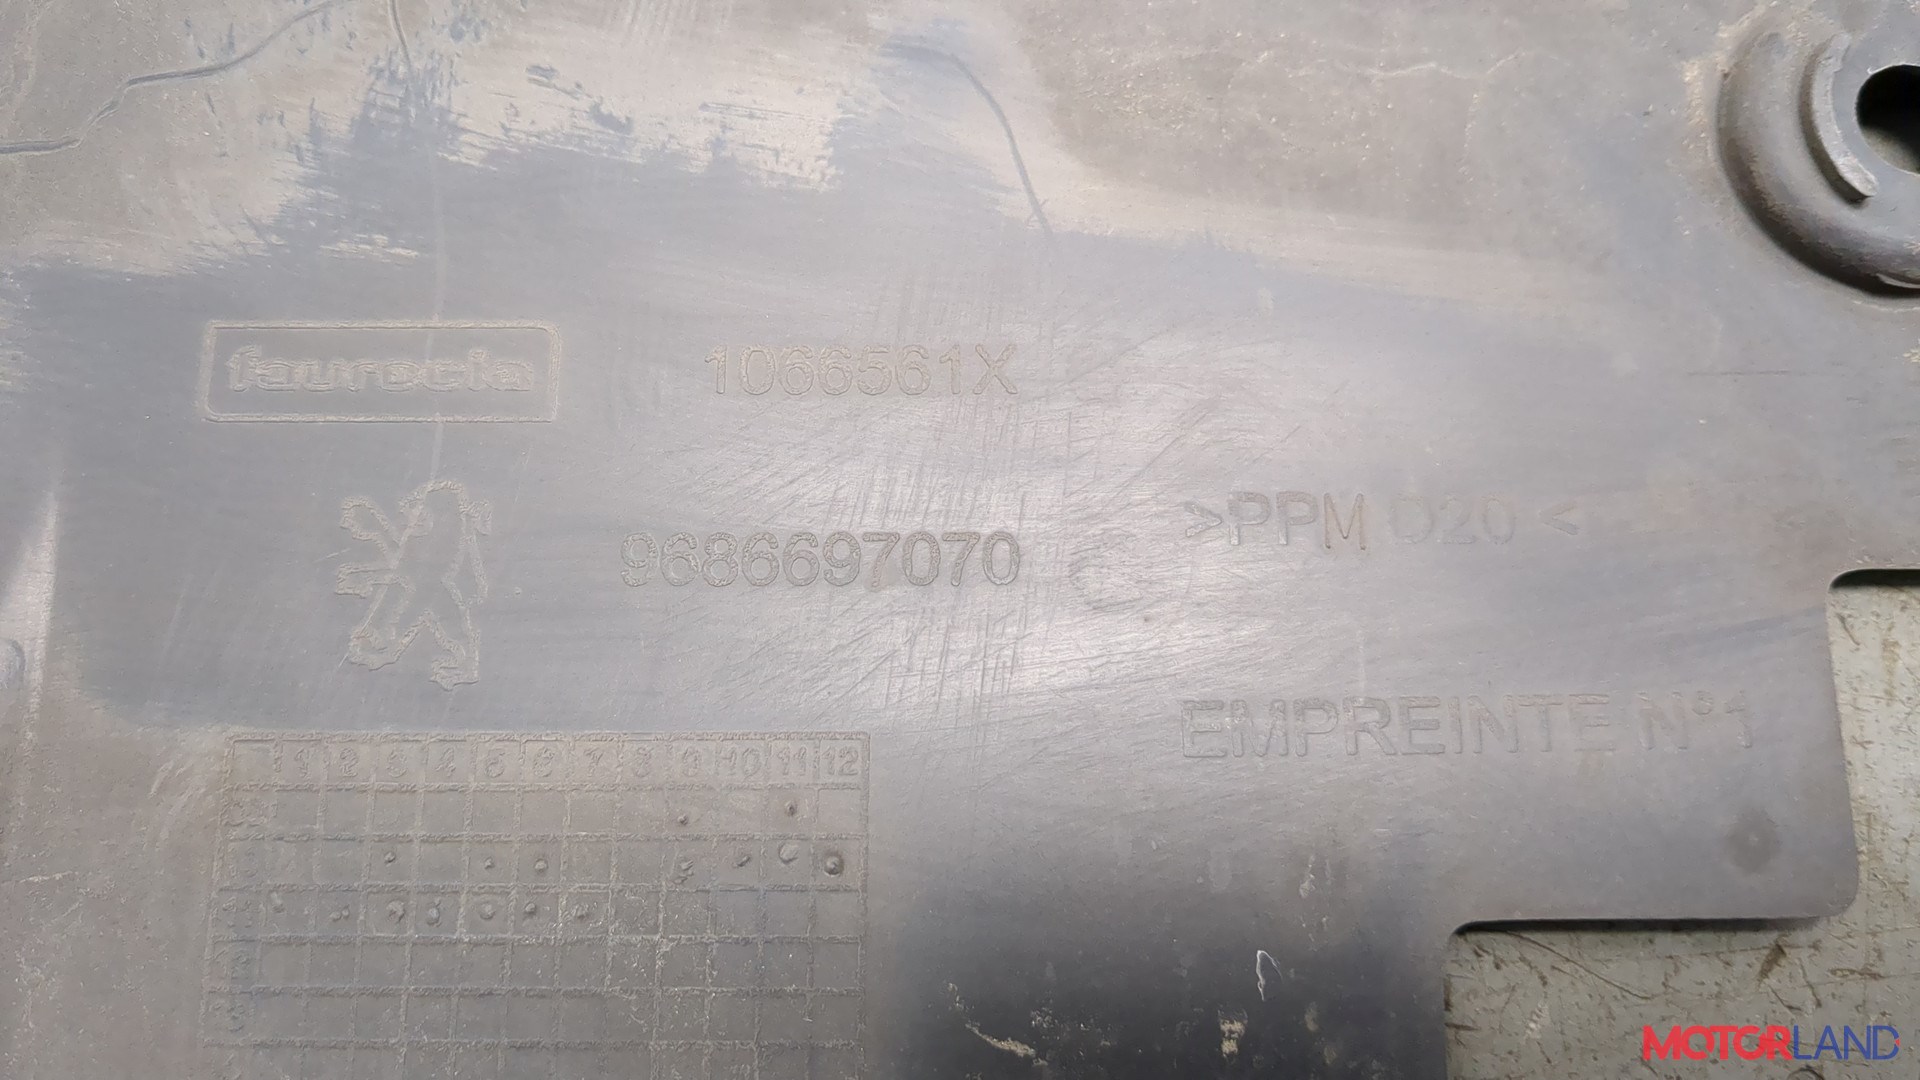 faurecia
1066561X
9686697070
>PPM O20 <
EMPREINTE N°1
1 2 3 4 5 6 7 8 9 10 11 12
MOTORLAND